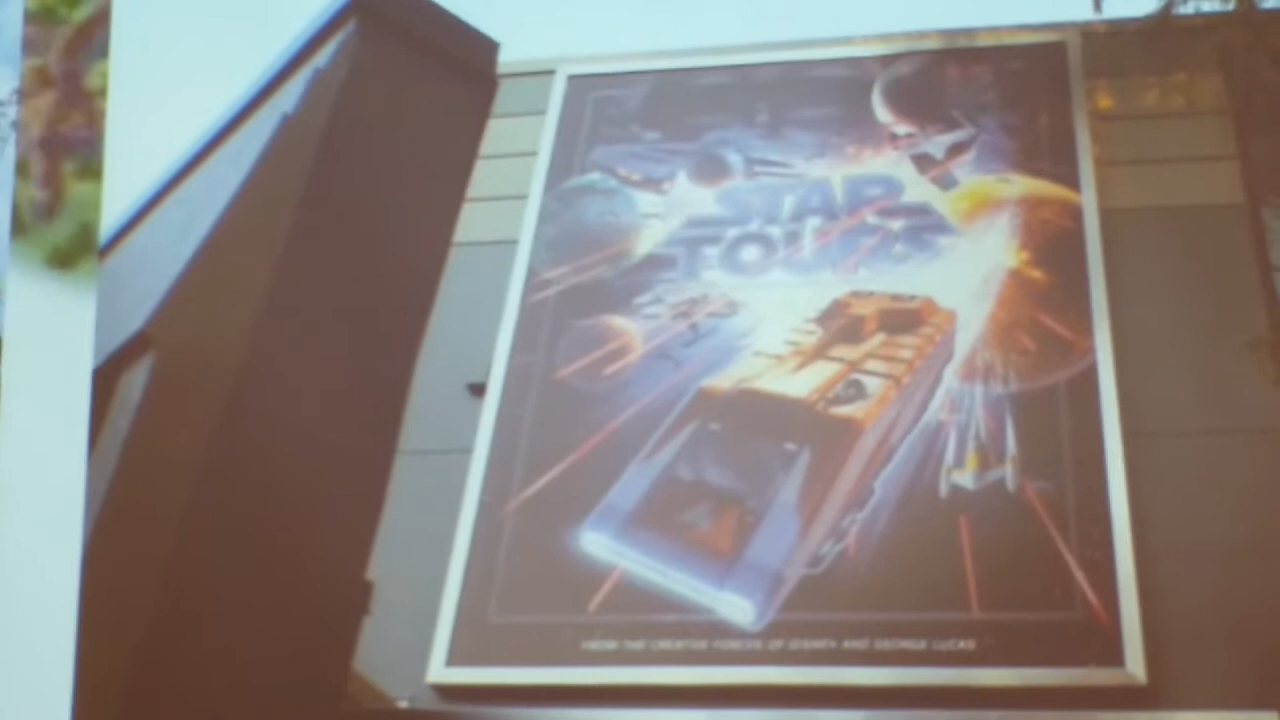 STAR
TOURS
FROM THE CREATIVE FORCES OF DISNEY AND GEORGE LUCAS